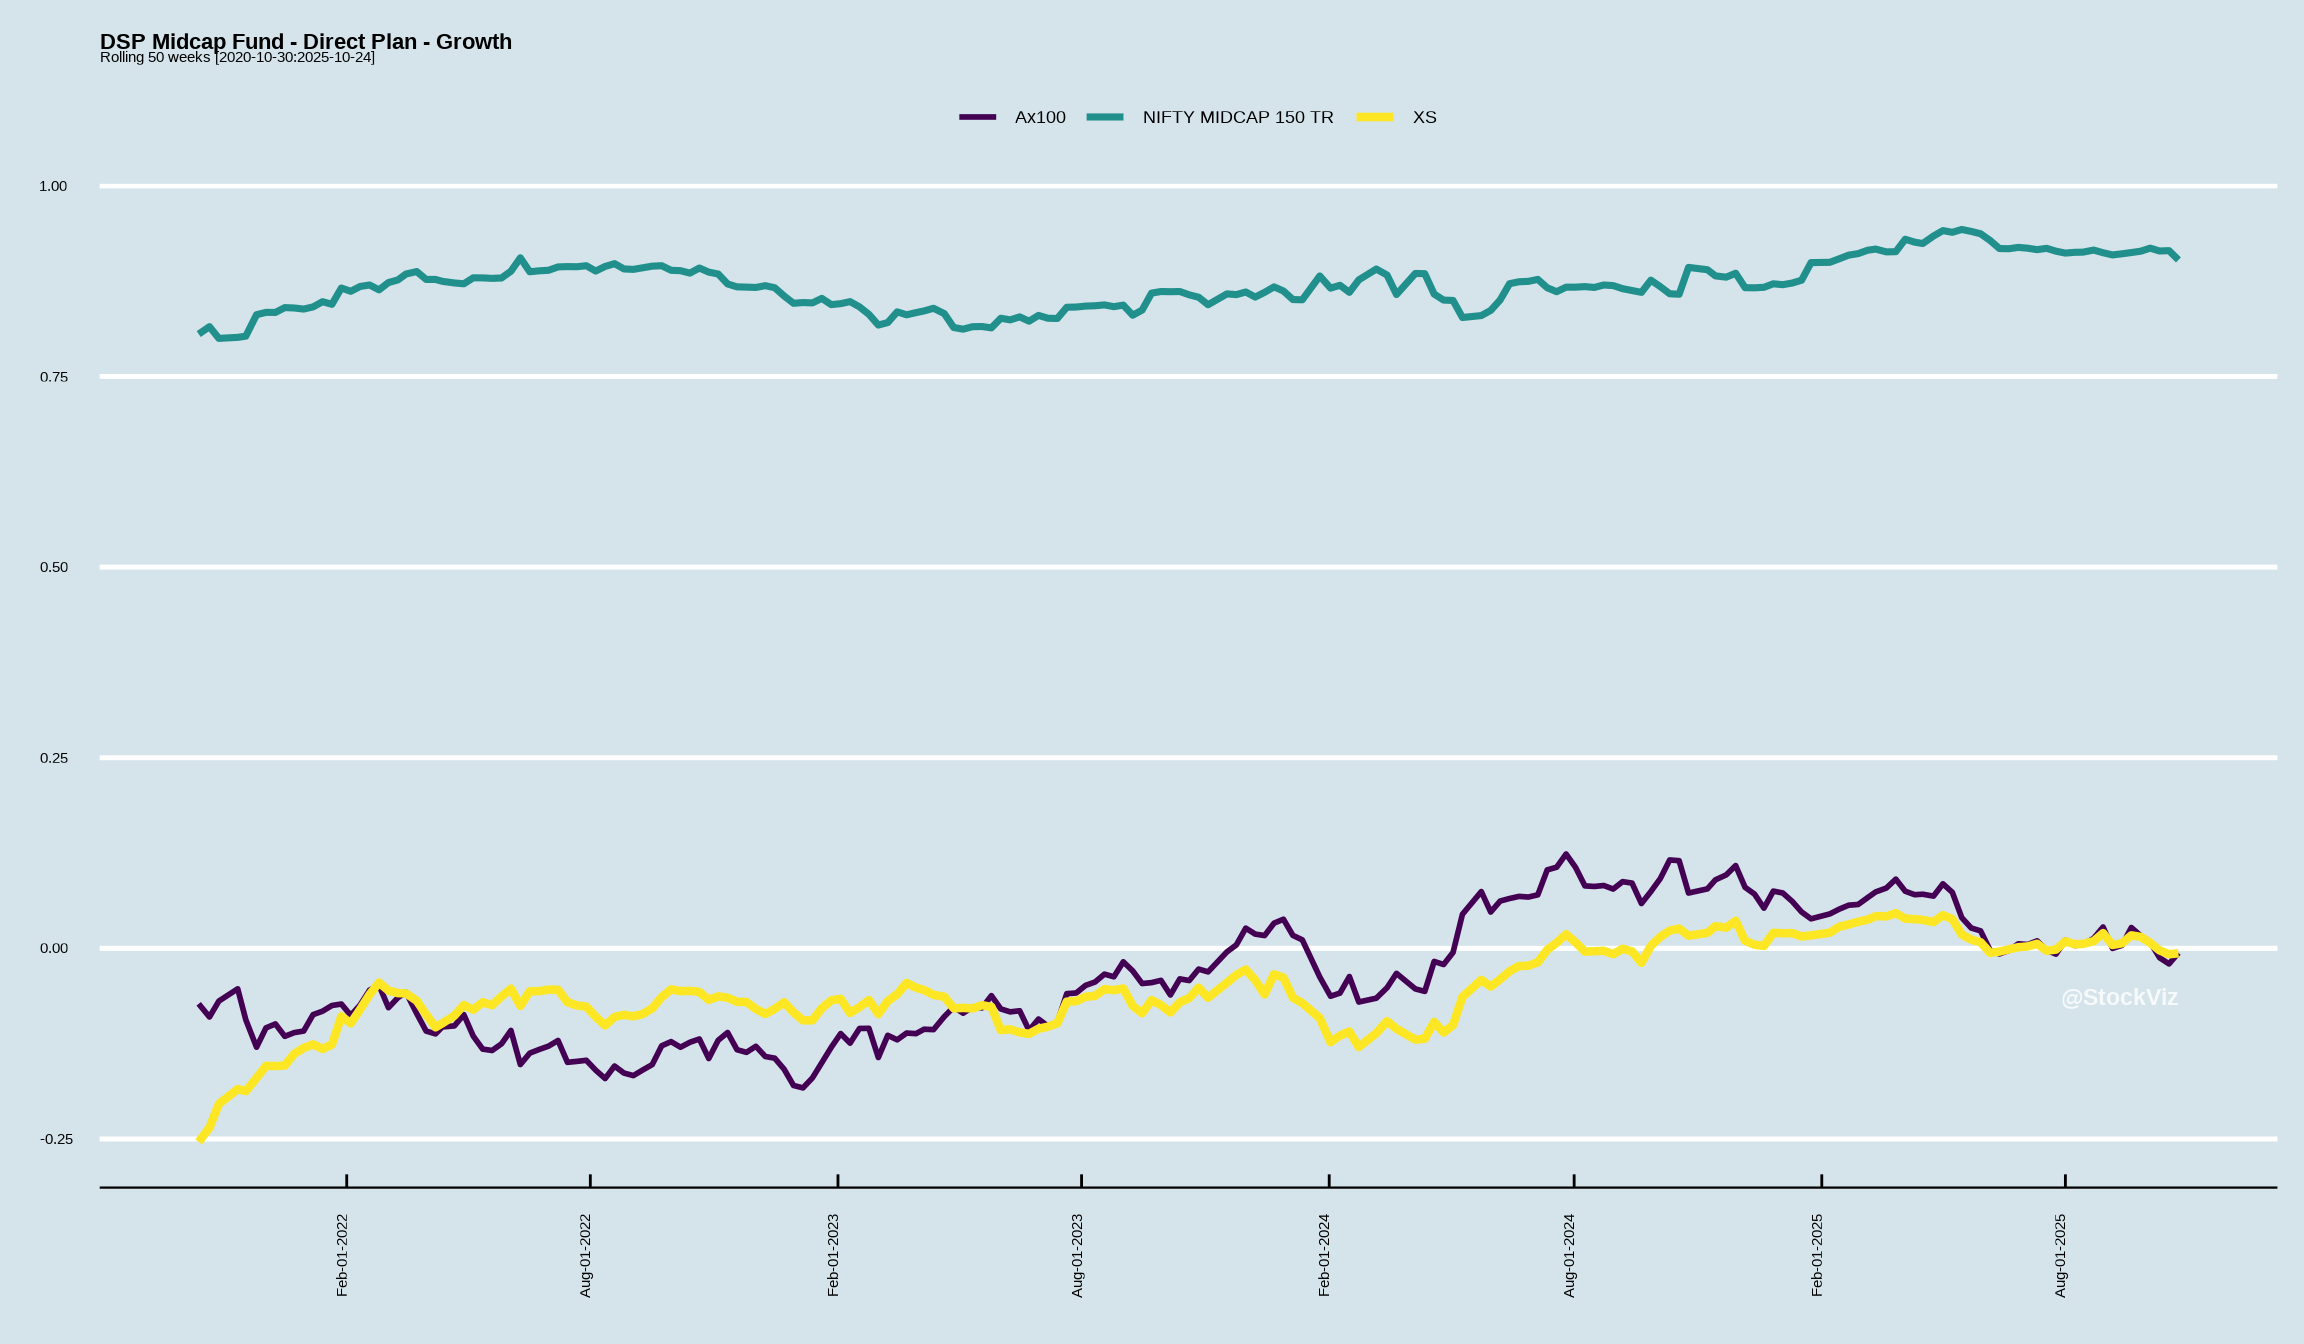 DSP Midcap Fund - Direct Plan - Growth
Rolling 50 weeks [2020-10-30:2025-10-24]
Ax100 NIFTY MIDCAP 150 TR XS
1.00
0.75
0.50
0.25
0.00
-0.25
@StockViz
Feb-01-2022
Aug-01-2022
Feb-01-2023
Aug-01-2023
Feb-01-2024
Aug-01-2024
Feb-01-2025
Aug-01-2025